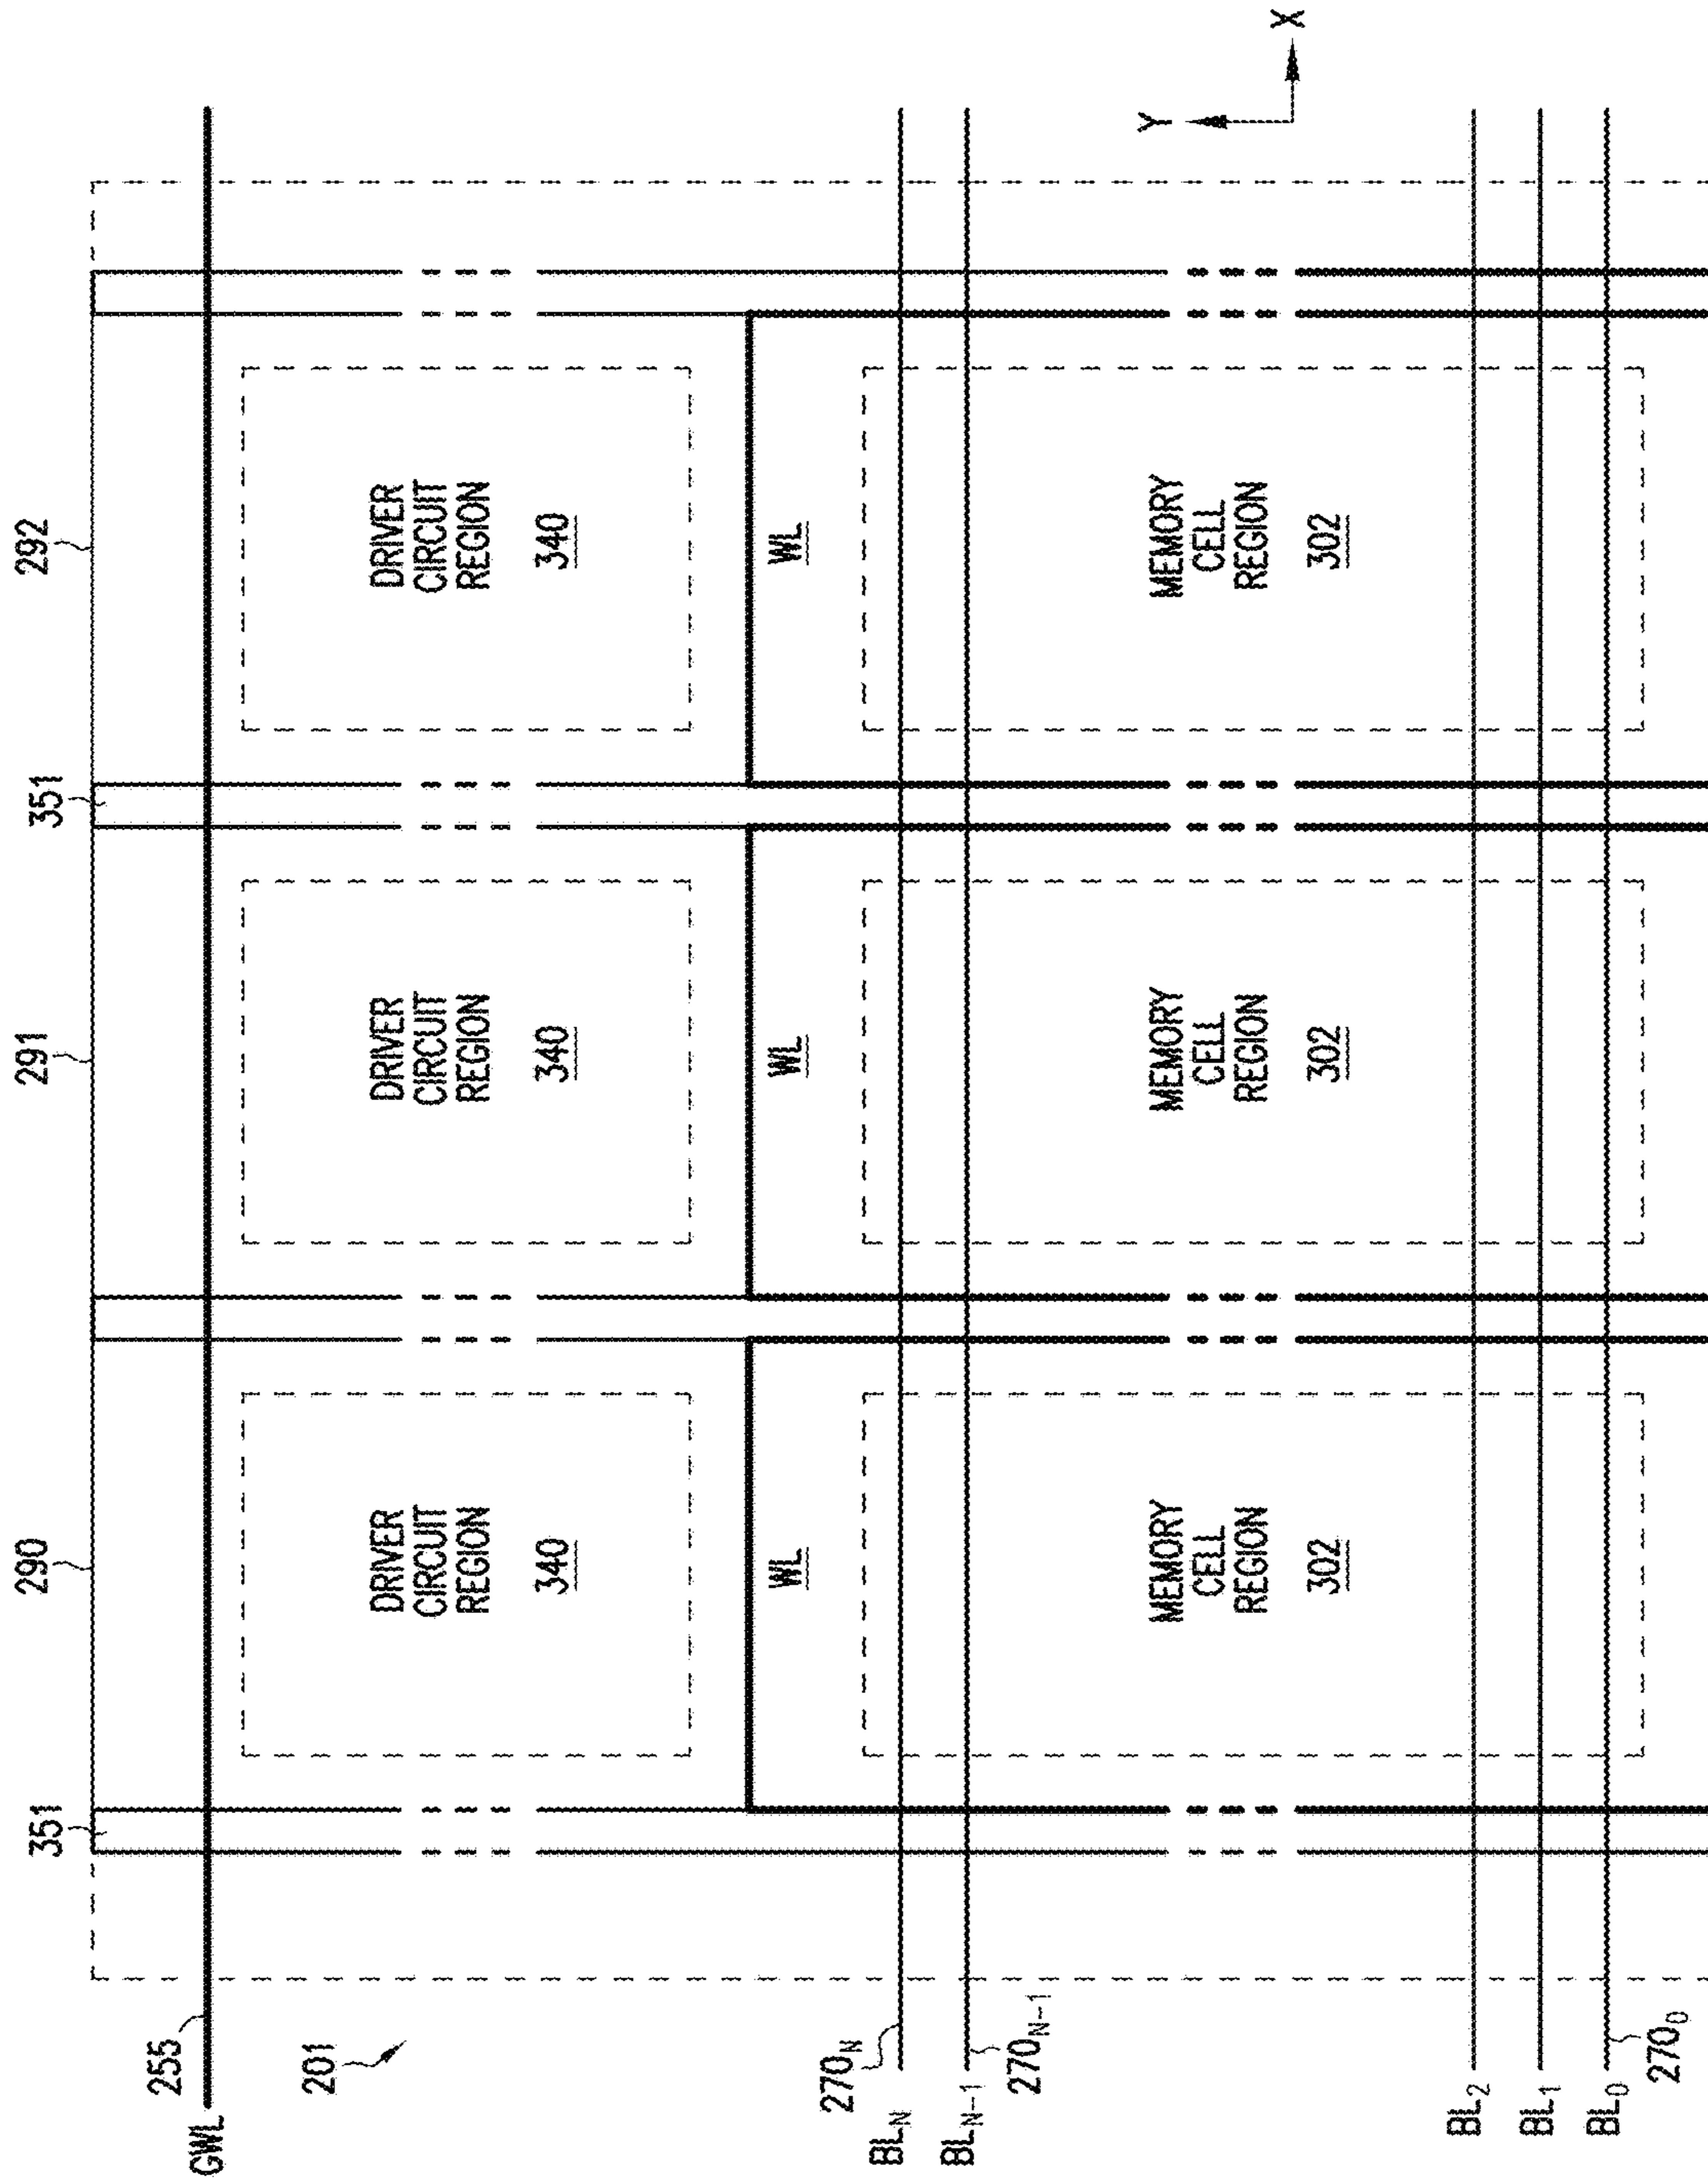 290 291 292
351 351
255
GWL
201
DRIVER CIRCUIT REGION 340
DRIVER CIRCUIT REGION 340
DRIVER CIRCUIT REGION 340
WL WL WL
270N
BLN
BLN-1
270N-1
MEMORY CELL REGION 302
MEMORY CELL REGION 302
MEMORY CELL REGION 302
Y
X
BL2
BL1
BL0
2700